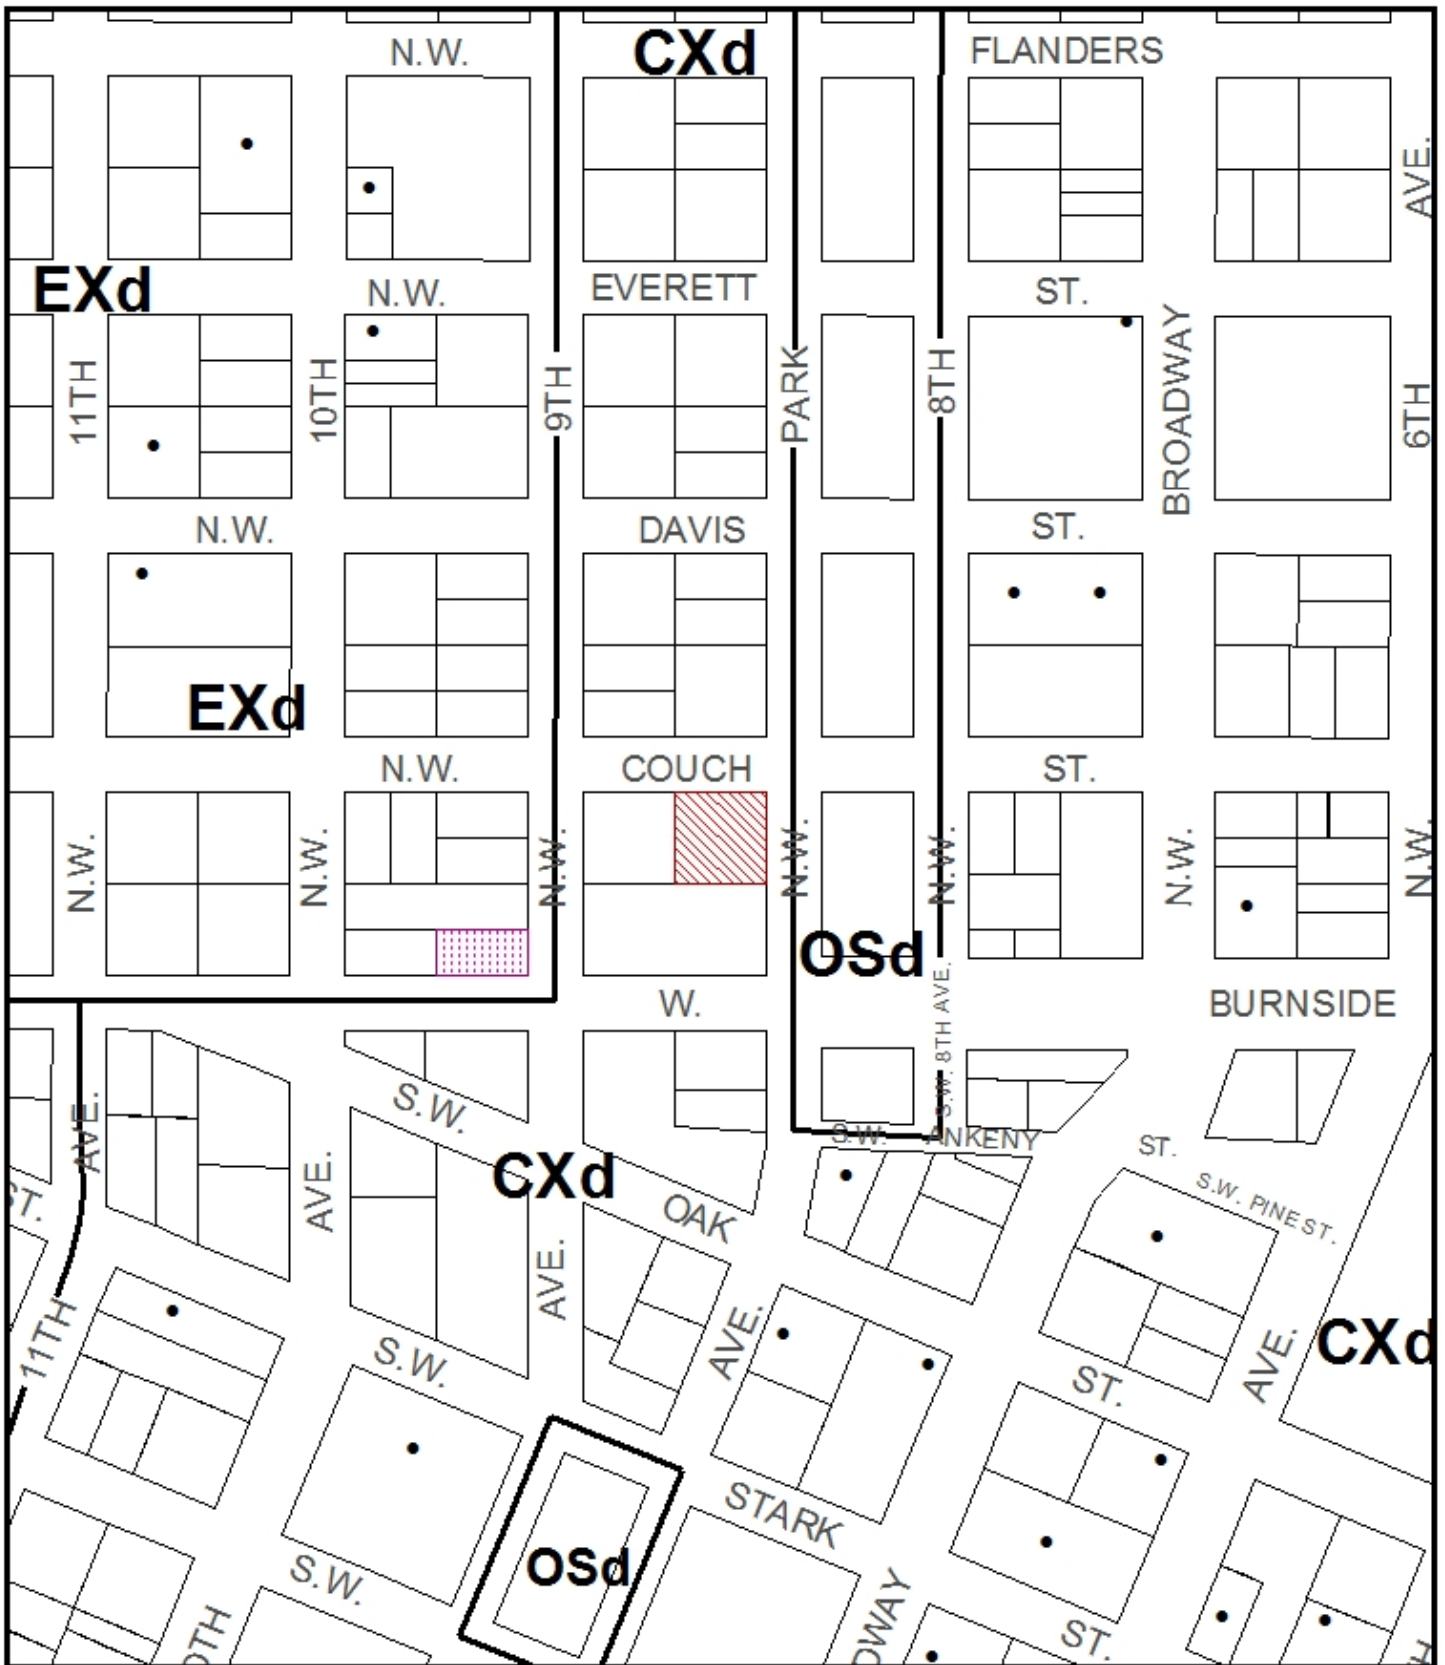 N.W.
CXd
FLANDERS
AVE.
EXd
N.W.
EVERETT
ST.
11TH
10TH
9TH
PARK
8TH
BROADWAY
6TH
N.W.
DAVIS
ST.
EXd
N.W.
COUCH
ST.
N.W.
N.W.
N.W.
N.W.
N.W.
N.W.
N.W.
OSd
W.
BURNSIDE
S.W. 8TH AVE.
AVE.
S.W.
S.W.
ANKENY
ST.
ST.
AVE.
CXd
OAK
S.W. PINE ST.
AVE.
11TH
S.W.
AVE.
ST.
AVE.
CXd
STARK
OSd
S.W.
ST.